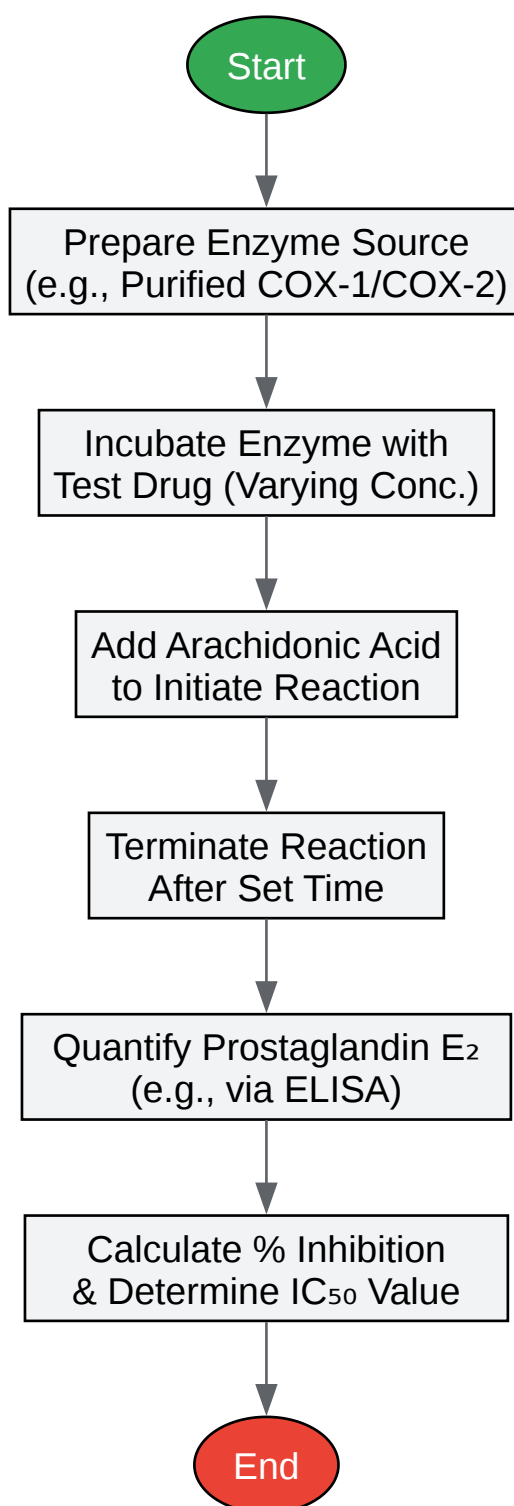 Start
Prepare Enzyme Source
(e.g., Purified COX-1/COX-2)
Incubate Enzyme with
Test Drug (Varying Conc.)
Add Arachidonic Acid
to Initiate Reaction
Terminate Reaction
After Set Time
Quantify Prostaglandin E₂
(e.g., via ELISA)
Calculate % Inhibition
& Determine IC₅₀ Value
End